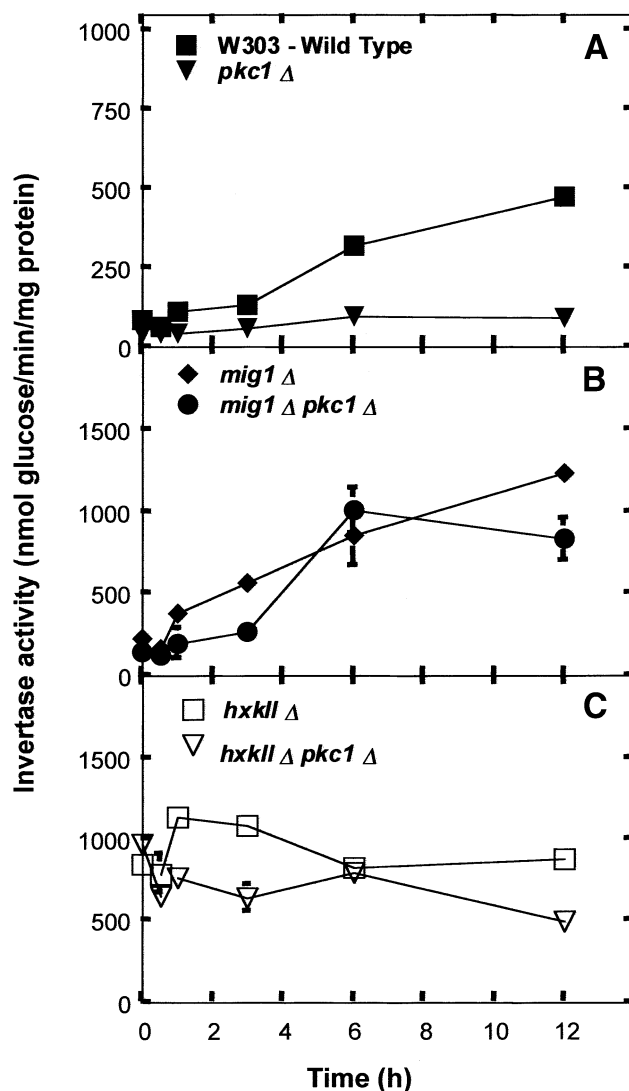 1000
A
W303 - Wild Type
pkc1 Δ
750
500
250
0
B
mig1 Δ
mig1 Δ pkc1 Δ
1500
1000
500
0
C
hxkII Δ
hxkII Δ pkc1 Δ
1500
1000
500
0
0 2 4 6 8 10 12
Time (h)
Invertase activity (nmol glucose/min/mg protein)